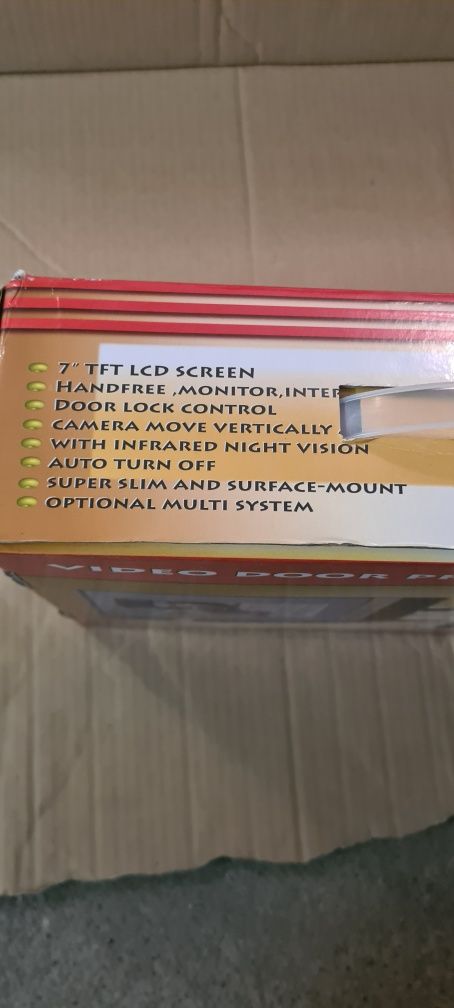 7" TFT LCD SCREEN
HANDFREE ,MONITOR,
DOOR LOCK CONTROL
CAMERA MOVE VERTICALLY
WITH INFRARED NIGHT VISION
AUTO TURN OFF
SUPER SLIM AND SURFACE-MOUNT
OPTIONAL MULTI SYSTEM
VIDEO DOOR